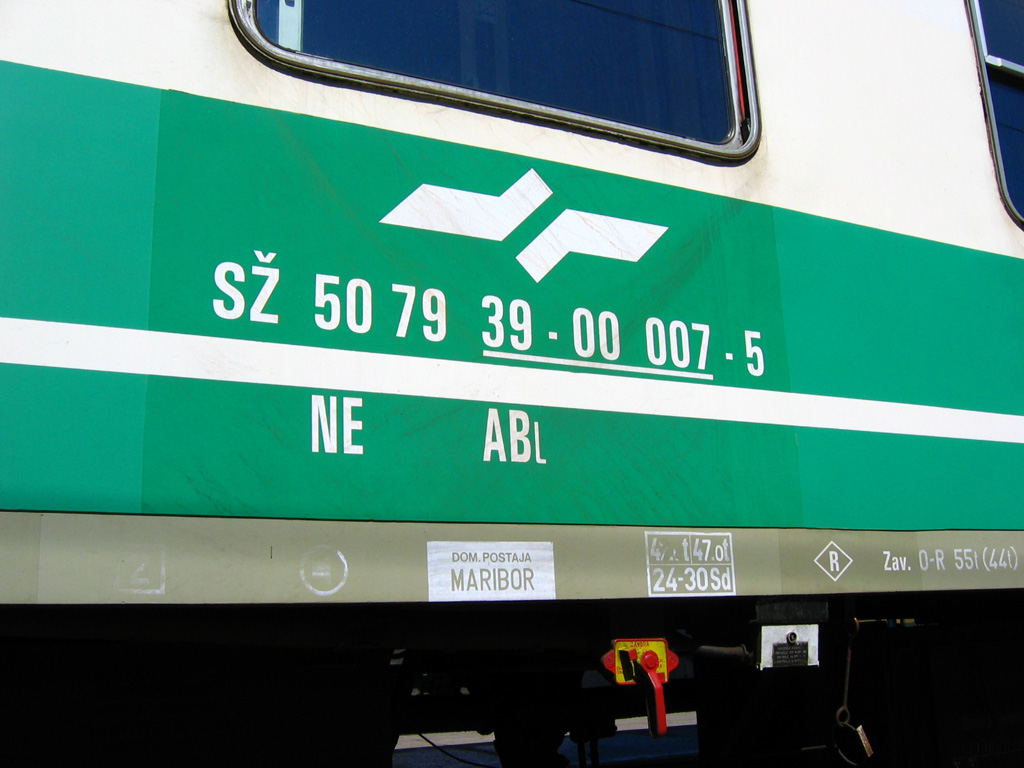 SŽ 50 79 39-00 007-5
NE ABL
DOM. POSTAJA
MARIBOR
47.0t
24-30Sd
R
Zav. O-R 55t (44t)